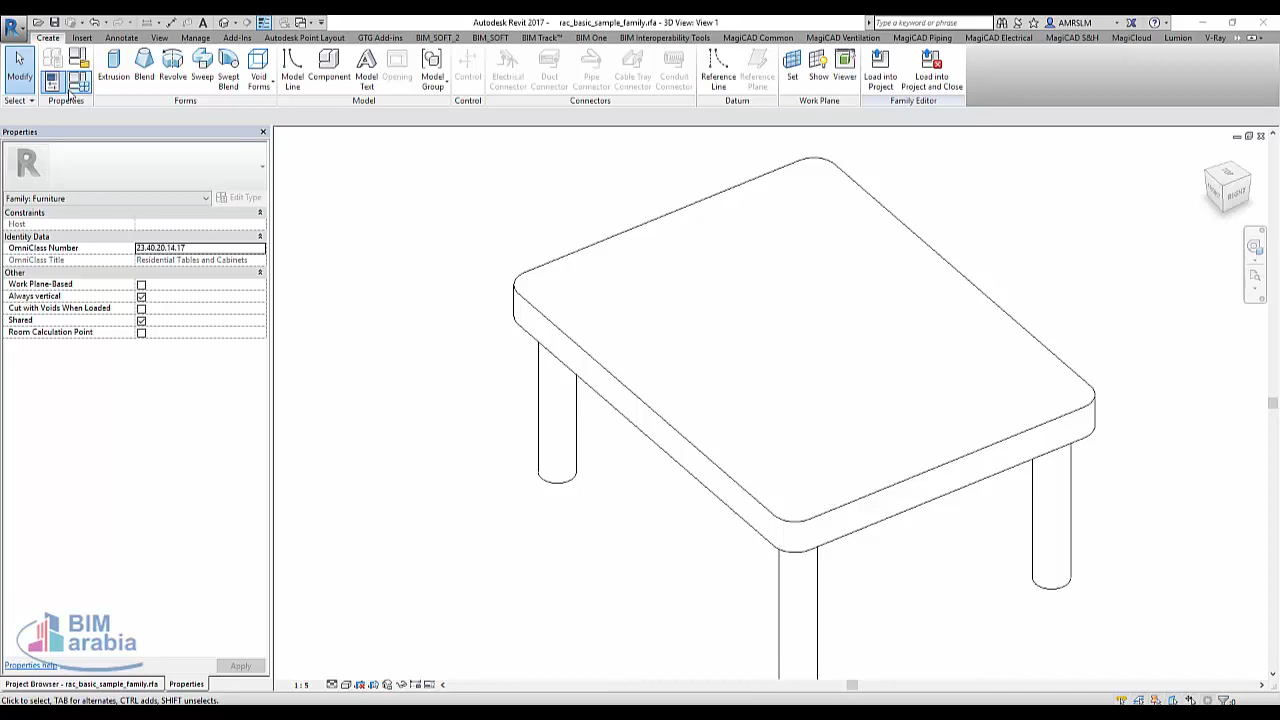 Autodesk Revit 2017 - rac_basic_sample_family.rfa - 3D View: View 1
Type a keyword or phrase
AMRSLM
Create Insert Annotate View Manage Add-Ins Autodesk Point Layout GTG Add-ins BIM_SOFT_2 BIM_SOFT BIM Track™ BIM One BIM Interoperability Tools MagiCAD Common MagiCAD Ventilation MagiCAD Piping MagiCAD Electrical MagiCAD S&H MagiCloud Lumion V-Ray
Modify
Extrusion Blend Revolve Sweep Swept Blend Void Forms
Model Line Component Model Text Opening Model Group
Control
Electrical Connector Duct Connector Pipe Connector Cable Tray Connector Conduit Connector
Reference Line Reference Plane
Set Show Viewer
Load into Project Load into Project and Close
Select Properties Forms Model Control Connectors Datum Work Plane Family Editor
Properties
R
Family: Furniture
Edit Type
Constraints
Host
Identity Data
OmniClass Number 23.40.20.14.17
OmniClass Title Residential Tables and Cabinets
Other
Work Plane-Based
Always vertical
Cut with Voids When Loaded
Shared
Room Calculation Point
TOP
FRONT
RIGHT
BIM
arabia
Properties help
Apply
Project Browser - rac_basic_sample_family.rfa Properties
1 : 5
Click to select, TAB for alternates, CTRL adds, SHIFT unselects.
:0